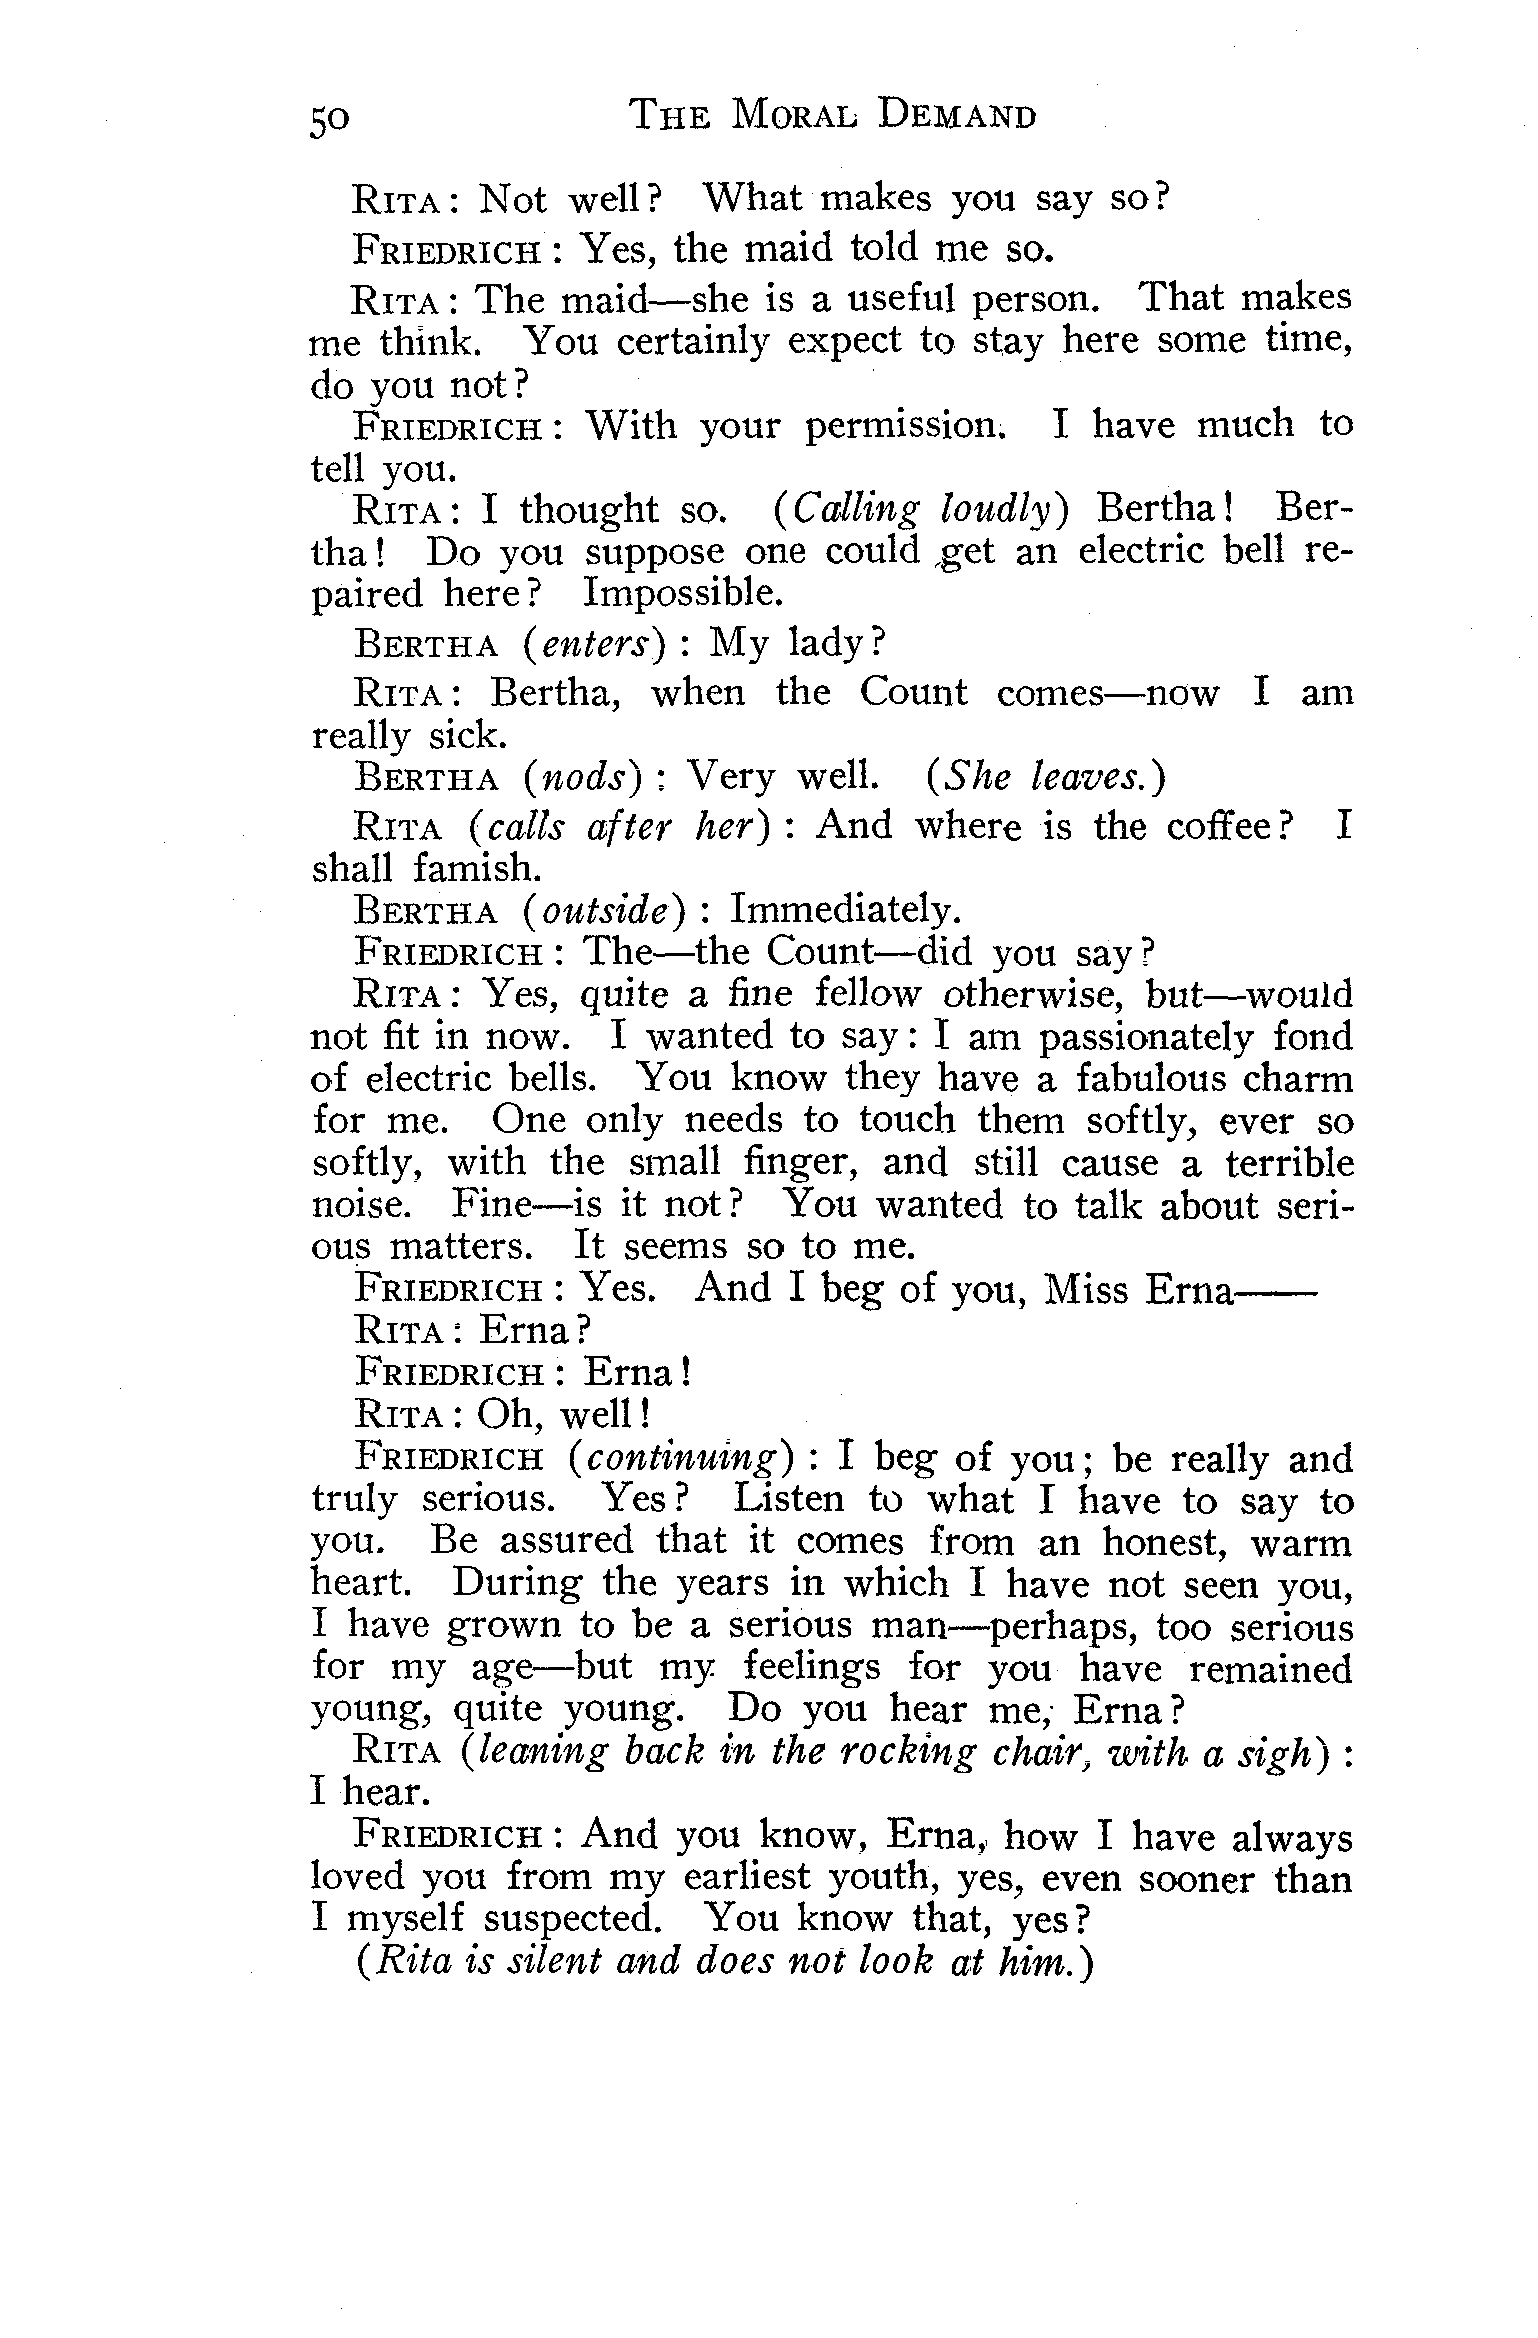 50 THE MORAL DEMAND
RITA: Not well? What makes you say so?
FRIEDRICH: Yes, the maid told me so.
RITA: The maid—she is a useful person. That makes
me think. You certainly expect to stay here some time,
do you not?
FRIEDRICH: With your permission. I have much to
tell you.
RITA: I thought so. (Calling loudly) Bertha! Ber-
tha! Do you suppose one could get an electric bell re-
paired here? Impossible.
BERTHA (enters): My lady?
RITA: Bertha, when the Count comes—now I am
really sick.
BERTHA (nods): Very well. (She leaves.)
RITA (calls after her): And where is the coffee? I
shall famish.
BERTHA (outside): Immediately.
FRIEDRICH: The—the Count—did you say?
RITA: Yes, quite a fine fellow otherwise, but—would
not fit in now. I wanted to say: I am passionately fond
of electric bells. You know they have a fabulous charm
for me. One only needs to touch them softly, ever so
softly, with the small finger, and still cause a terrible
noise. Fine—is it not? You wanted to talk about seri-
ous matters. It seems so to me.
FRIEDRICH: Yes. And I beg of you, Miss Erna——
RITA: Erna?
FRIEDRICH: Erna!
RITA: Oh, well!
FRIEDRICH (continuing): I beg of you; be really and
truly serious. Yes? Listen to what I have to say to
you. Be assured that it comes from an honest, warm
heart. During the years in which I have not seen you,
I have grown to be a serious man—perhaps, too serious
for my age—but my feelings for you have remained
young, quite young. Do you hear me, Erna?
RITA (leaning back in the rocking chair, with a sigh):
I hear.
FRIEDRICH: And you know, Erna, how I have always
loved you from my earliest youth, yes, even sooner than
I myself suspected. You know that, yes?
(Rita is silent and does not look at him.)